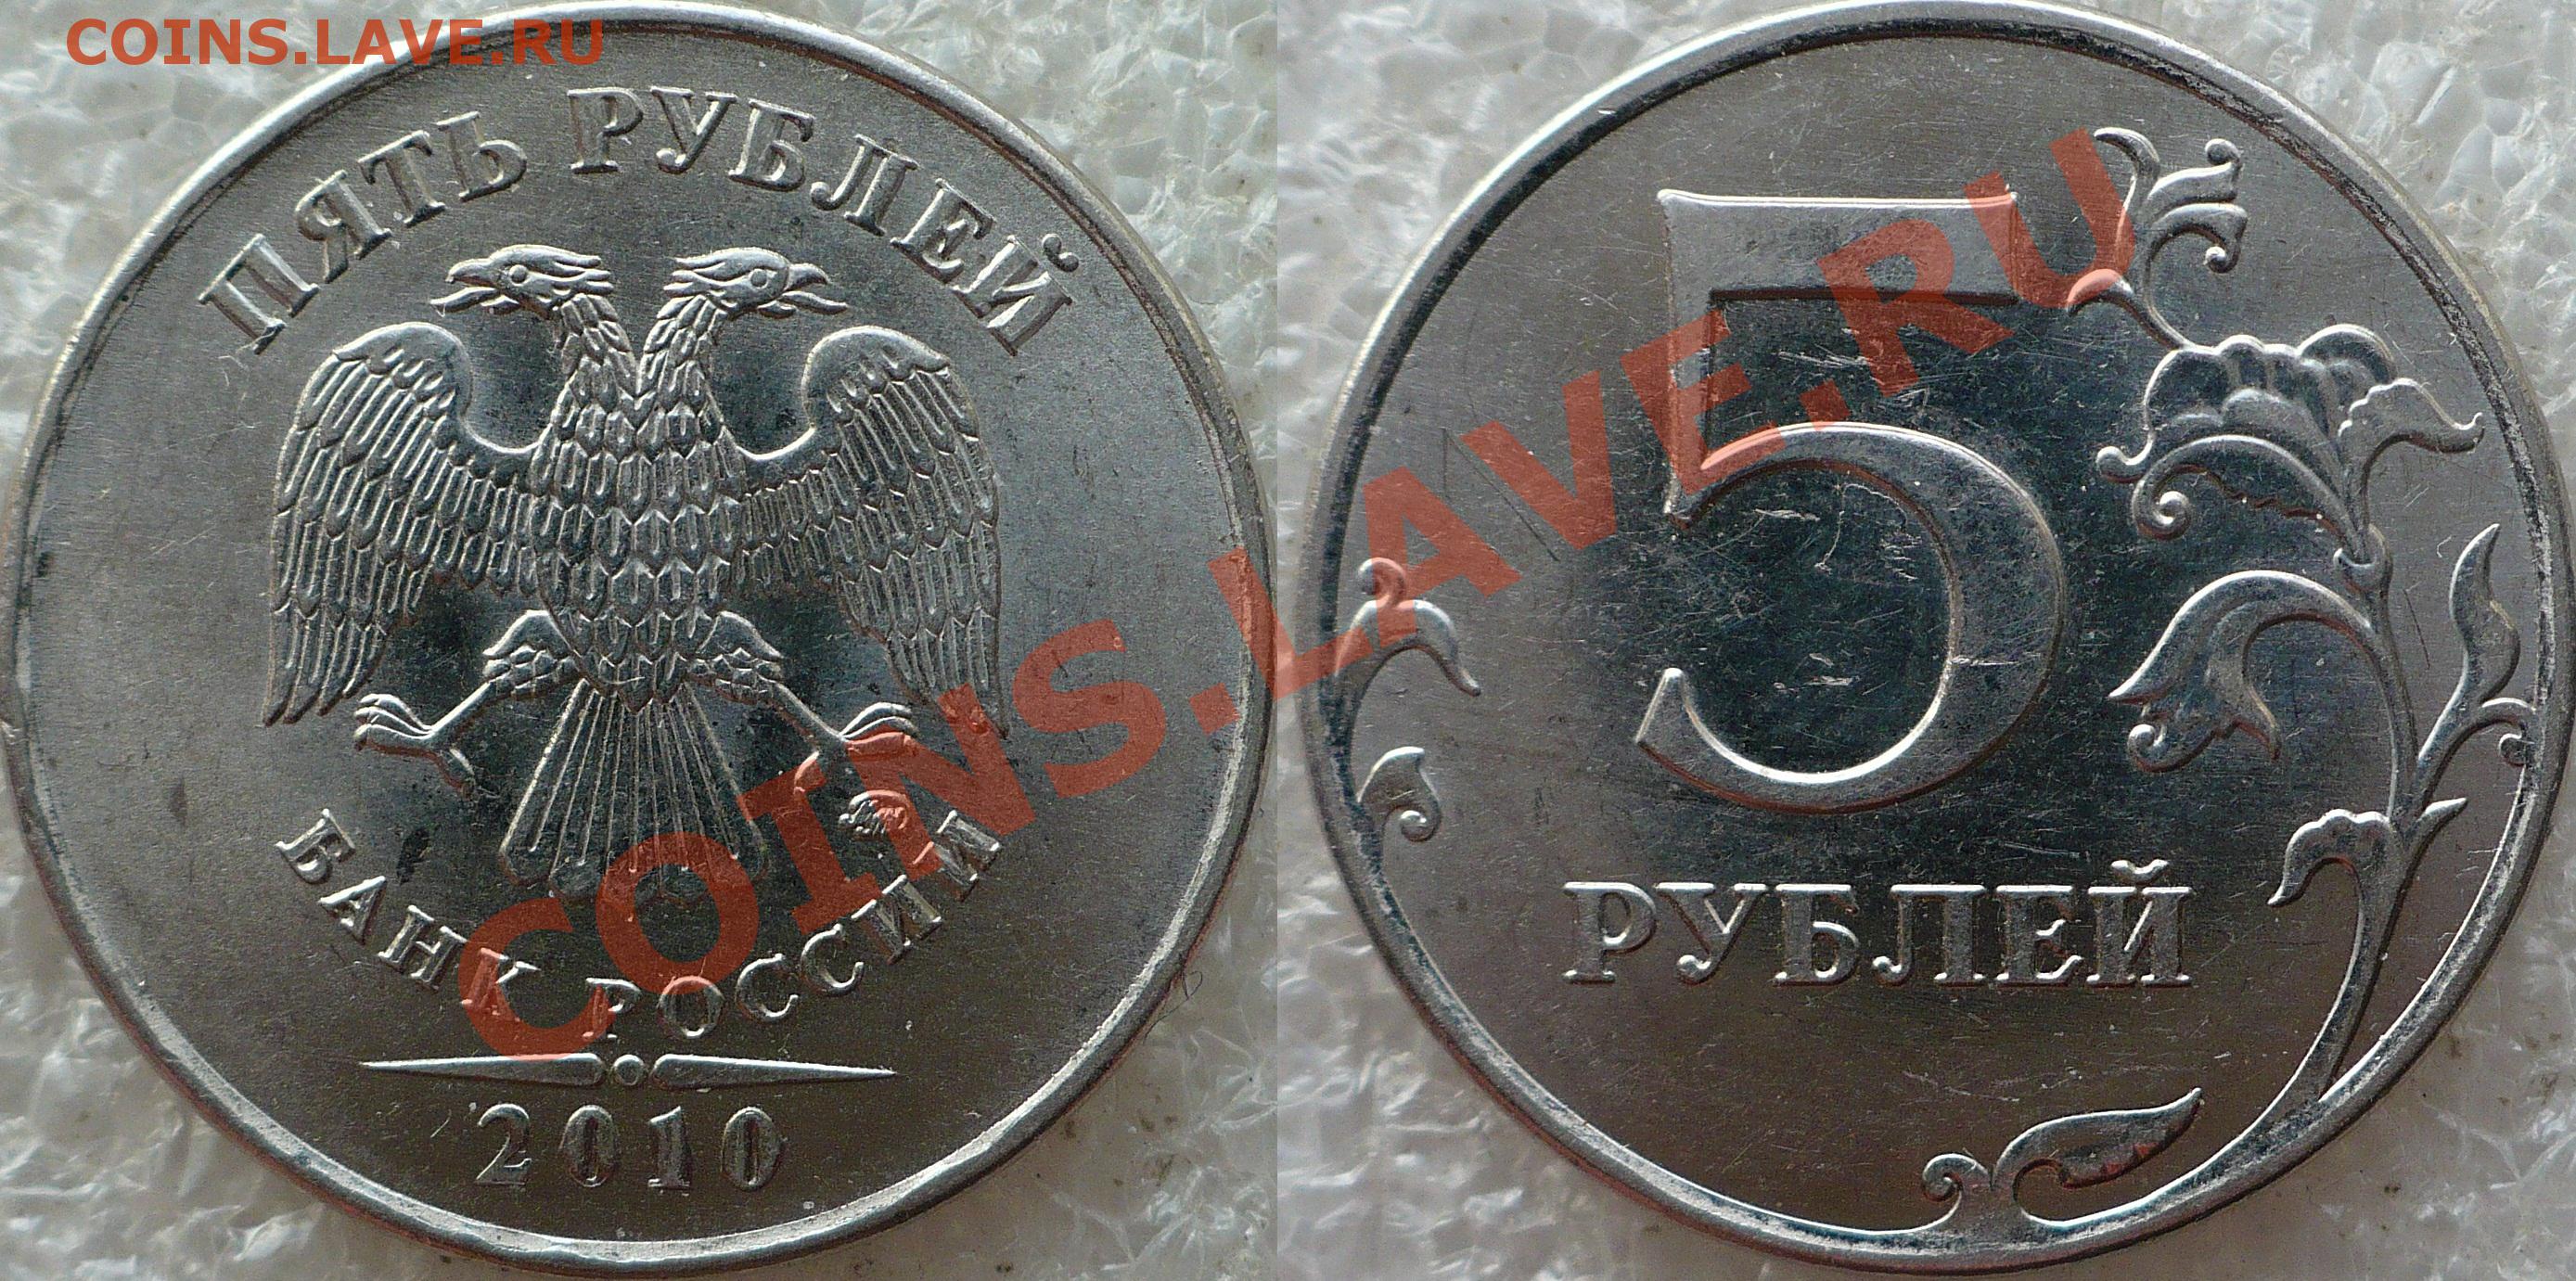 COINS.LAVE.RU
ПЯТЬ РУБЛЕЙ
БАНК РОССИИ
2010
5
РУБЛЕЙ
COINS.LAVE.RU